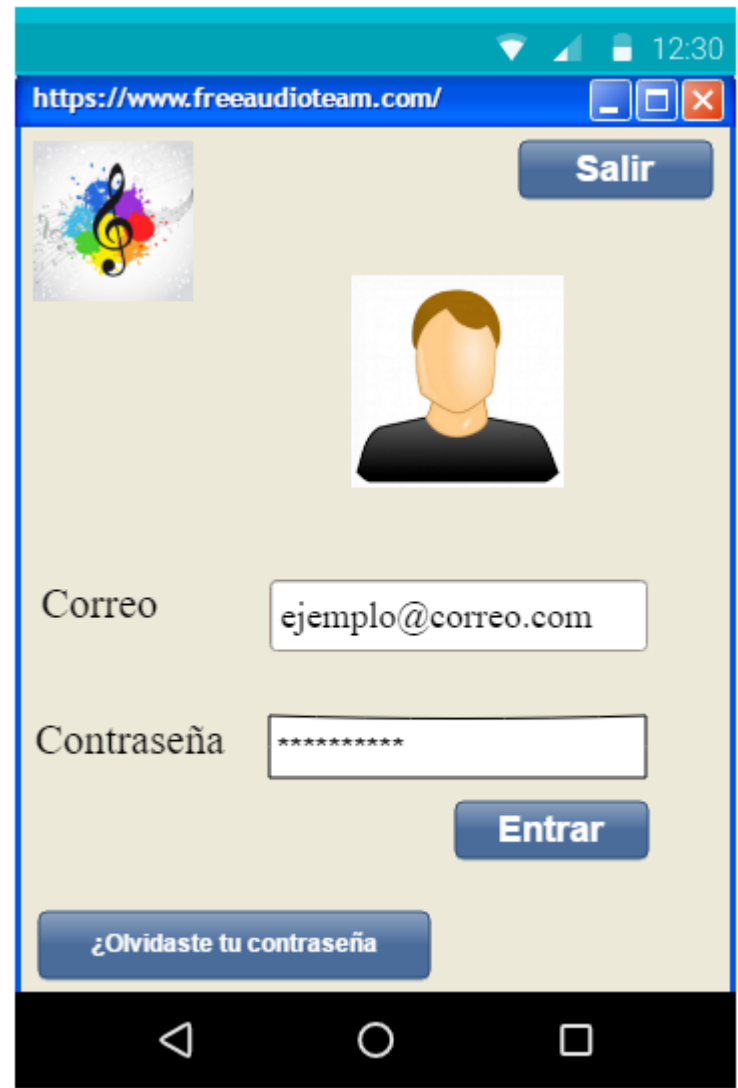 12:30
https://www.freeaudioteam.com/
Salir
Correo
ejemplo@correo.com
Contraseña
**********
Entrar
¿Olvidaste tu contraseña